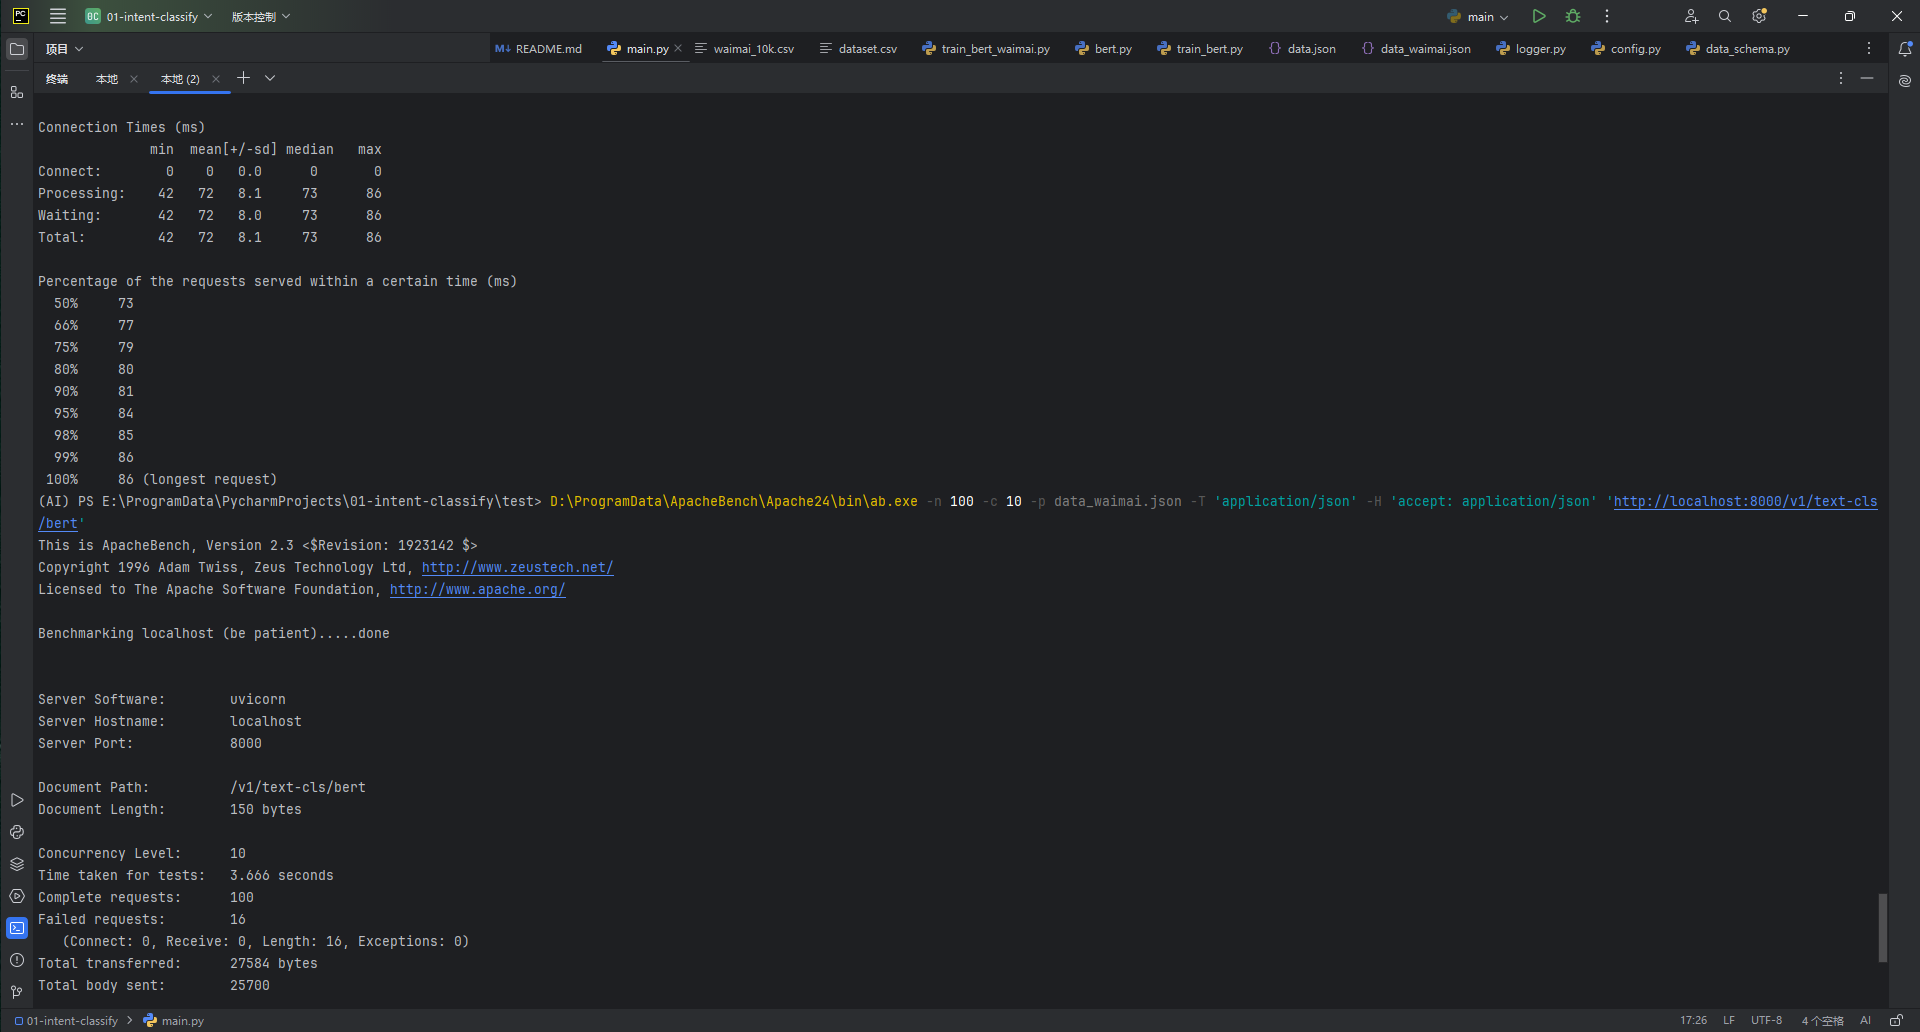 PC 01-intent-classify 版本控制 main
项目 README.md main.py waimai_10k.csv dataset.csv train_bert_waimai.py bert.py train_bert.py data.json data_waimai.json logger.py config.py data_schema.py
终端 本地 本地 (2)
Connection Times (ms)
              min  mean[+/-sd] median   max
Connect:        0    0   0.0      0       0
Processing:    42   72   8.1     73      86
Waiting:       42   72   8.0     73      86
Total:         42   72   8.1     73      86
Percentage of the requests served within a certain time (ms)
  50%     73
  66%     77
  75%     79
  80%     80
  90%     81
  95%     84
  98%     85
  99%     86
 100%     86 (longest request)
(AI) PS E:\ProgramData\PycharmProjects\01-intent-classify\test> D:\ProgramData\ApacheBench\Apache24\bin\ab.exe -n 100 -c 10 -p data_waimai.json -T 'application/json' -H 'accept: application/json' 'http://localhost:8000/v1/text-cls
/bert'
This is ApacheBench, Version 2.3 <$Revision: 1923142 $>
Copyright 1996 Adam Twiss, Zeus Technology Ltd, http://www.zeustech.net/
Licensed to The Apache Software Foundation, http://www.apache.org/
Benchmarking localhost (be patient).....done
Server Software:        uvicorn
Server Hostname:        localhost
Server Port:            8000
Document Path:          /v1/text-cls/bert
Document Length:        150 bytes
Concurrency Level:      10
Time taken for tests:   3.666 seconds
Complete requests:      100
Failed requests:        16
   (Connect: 0, Receive: 0, Length: 16, Exceptions: 0)
Total transferred:      27584 bytes
Total body sent:        25700
01-intent-classify main.py 17:26 LF UTF-8 4 个空格 AI